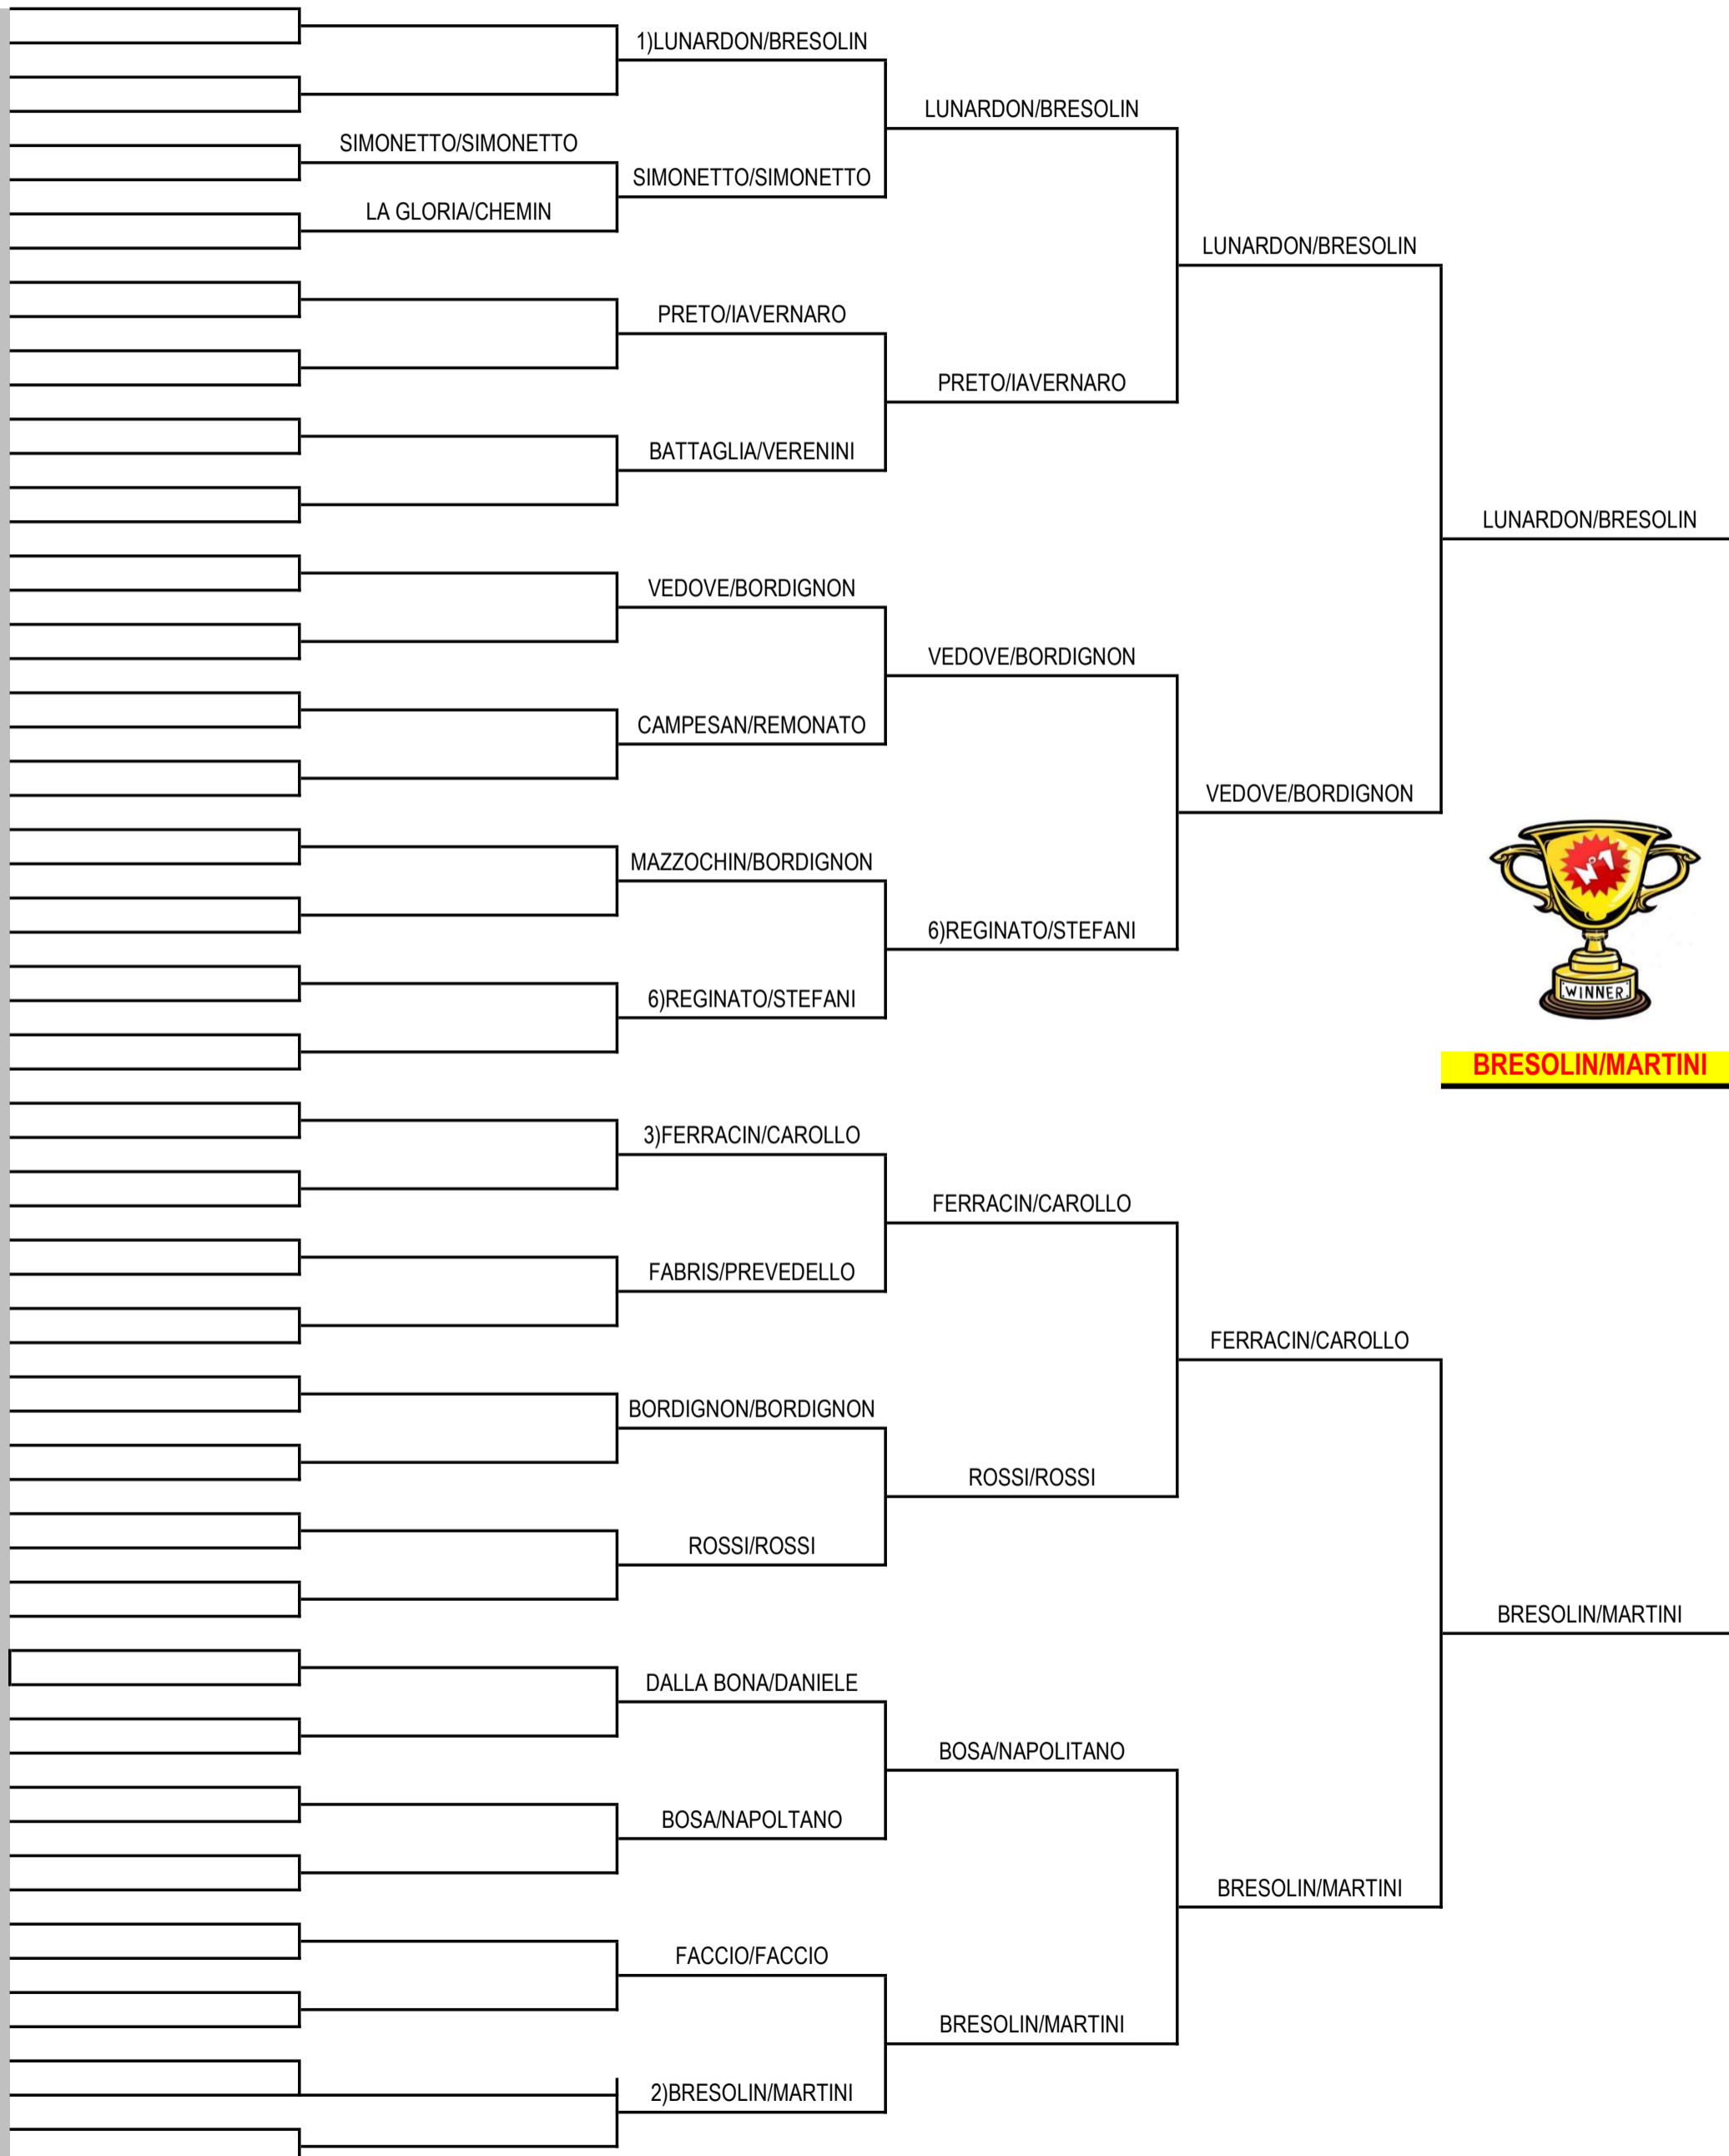 1)LUNARDON/BRESOLIN
LUNARDON/BRESOLIN
SIMONETTO/SIMONETTO
SIMONETTO/SIMONETTO
LA GLORIA/CHEMIN
LUNARDON/BRESOLIN
PRETO/IAVERNARO
PRETO/IAVERNARO
BATTAGLIA/VERENINI
LUNARDON/BRESOLIN
VEDOVE/BORDIGNON
VEDOVE/BORDIGNON
CAMPESAN/REMONATO
VEDOVE/BORDIGNON
MAZZOCHIN/BORDIGNON
N°1
6)REGINATO/STEFANI
6)REGINATO/STEFANI
WINNER
BRESOLIN/MARTINI
3)FERRACIN/CAROLLO
FERRACIN/CAROLLO
FABRIS/PREVEDELLO
FERRACIN/CAROLLO
BORDIGNON/BORDIGNON
ROSSI/ROSSI
ROSSI/ROSSI
BRESOLIN/MARTINI
DALLA BONA/DANIELE
BOSA/NAPOLITANO
BOSA/NAPOLTANO
BRESOLIN/MARTINI
FACCIO/FACCIO
BRESOLIN/MARTINI
2)BRESOLIN/MARTINI